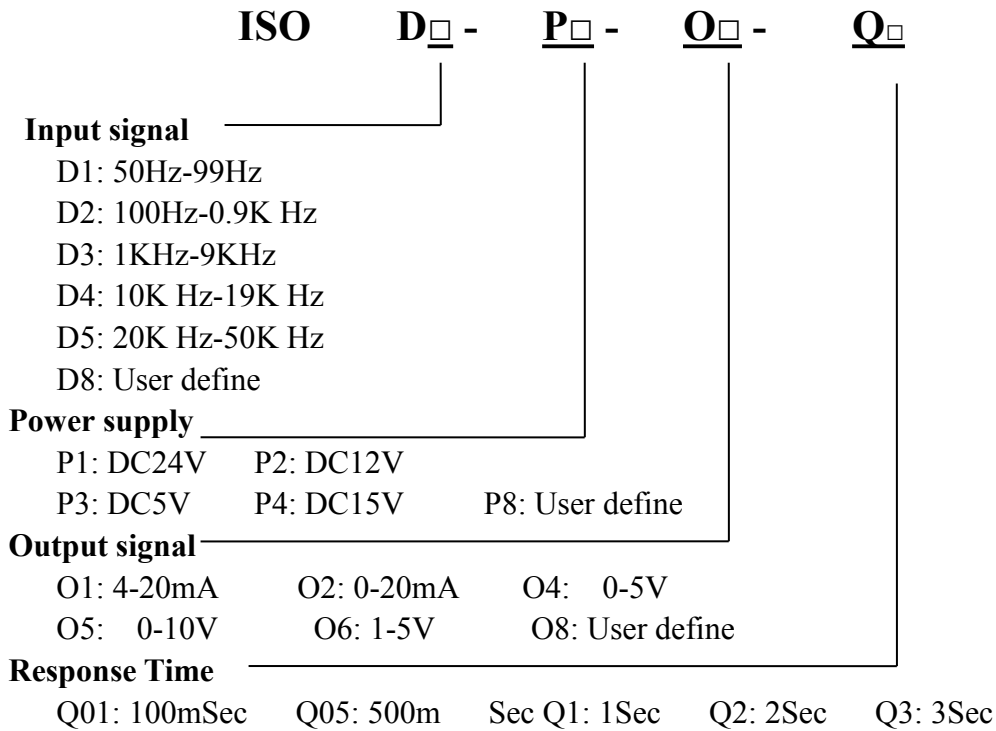 ISO D□ - P□ - O□ - Q□
Input signal
D1: 50Hz-99Hz
D2: 100Hz-0.9K Hz
D3: 1KHz-9KHz
D4: 10K Hz-19K Hz
D5: 20K Hz-50K Hz
D8: User define
Power supply
P1: DC24V P2: DC12V
P3: DC5V P4: DC15V P8: User define
Output signal
O1: 4-20mA O2: 0-20mA O4: 0-5V
O5: 0-10V O6: 1-5V O8: User define
Response Time
Q01: 100mSec Q05: 500m Sec Q1: 1Sec Q2: 2Sec Q3: 3Sec